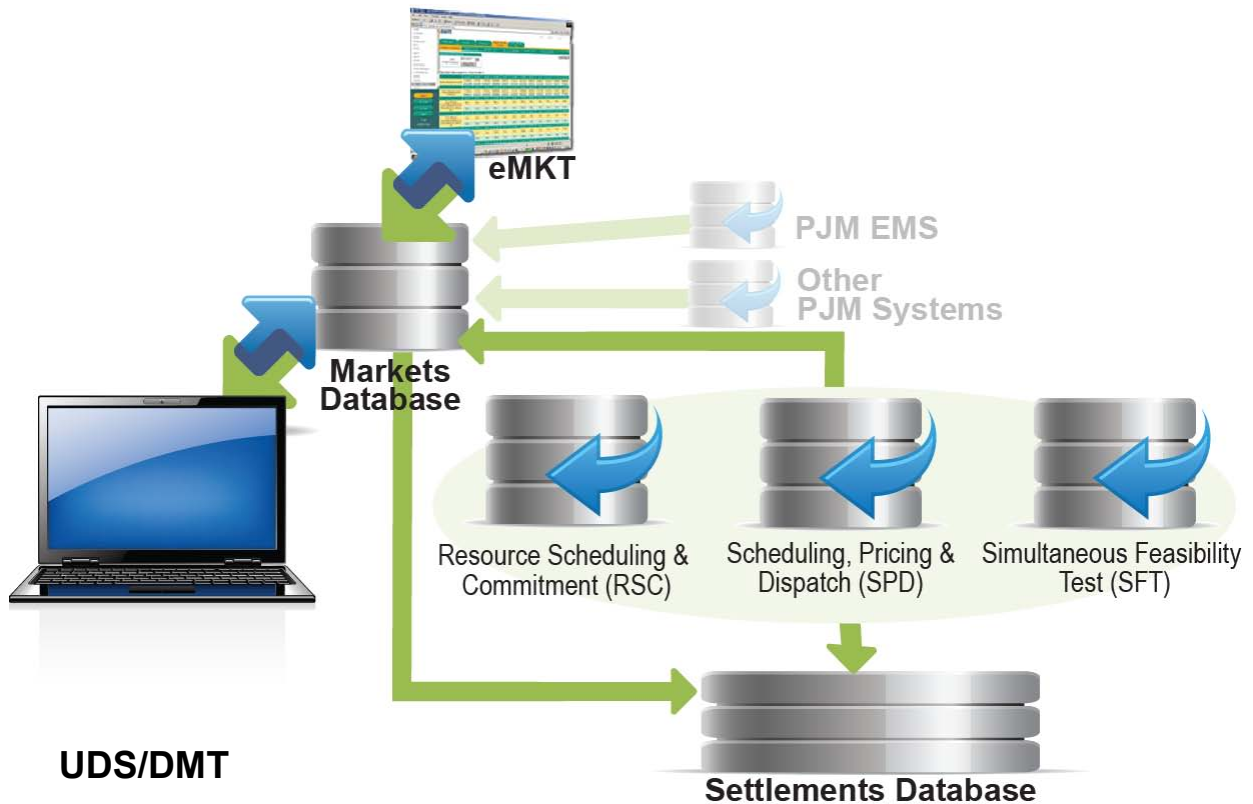 eMKT
PJM EMS
Other
PJM Systems
Markets
Database
Resource Scheduling &
Commitment (RSC)
Scheduling, Pricing &
Dispatch (SPD)
Simultaneous Feasibility
Test (SFT)
UDS/DMT
Settlements Database